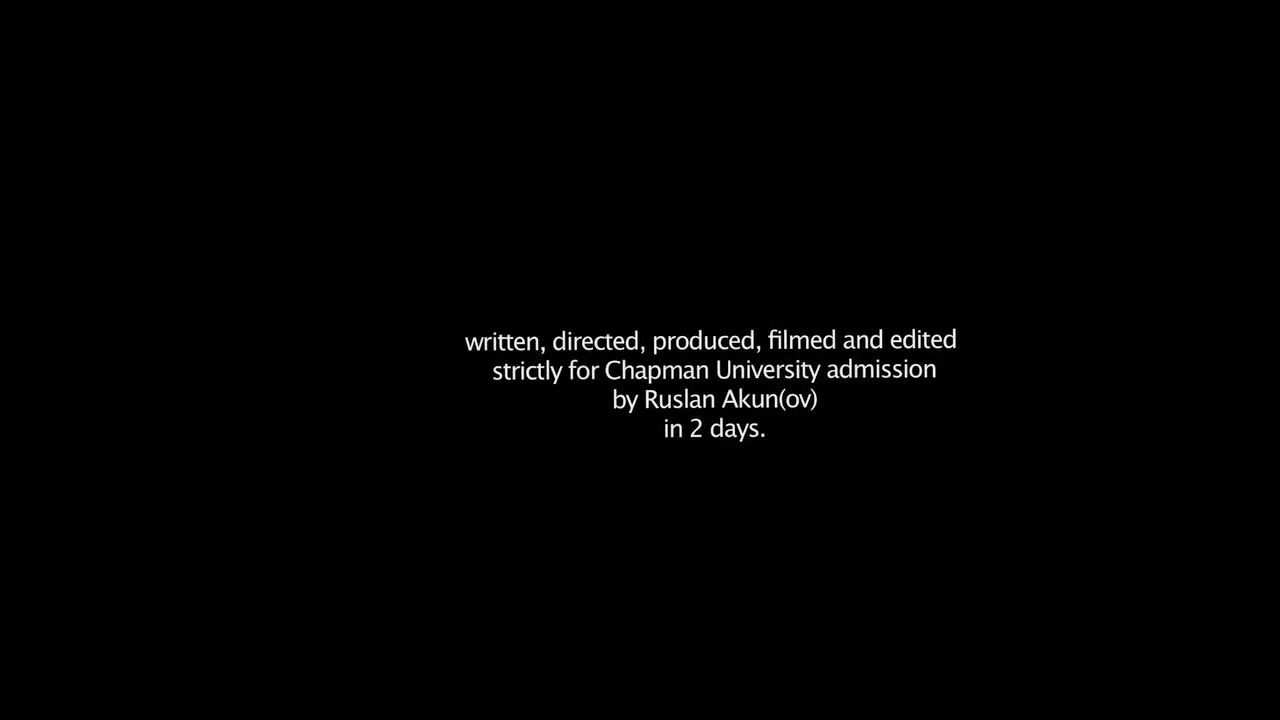 written, directed, produced, filmed and edited
strictly for Chapman University admission
by Ruslan Akun(ov)
in 2 days.